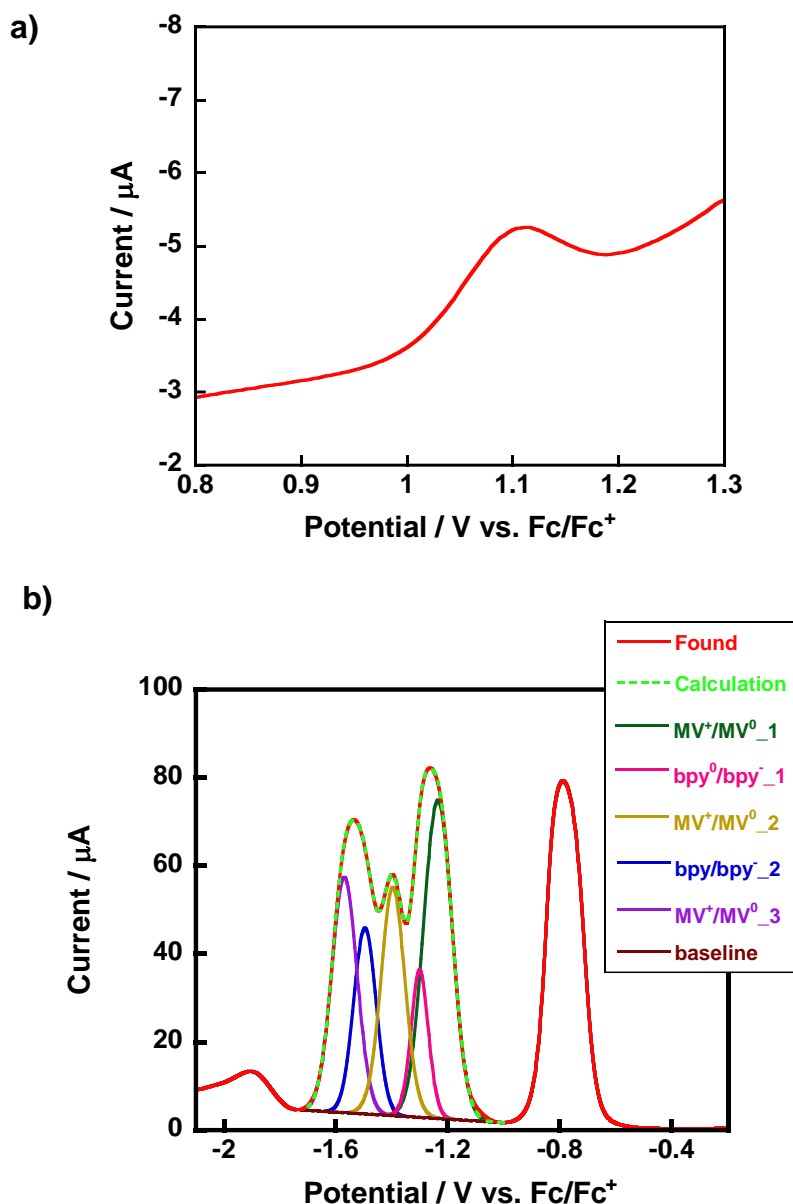 a)
-8
-7
-6
-5
-4
-3
-2
Current / μA
0.8 0.9 1 1.1 1.2 1.3
Potential / V vs. Fc/Fc⁺
b)
Found
Calculation
MV⁺/MV⁰_1
bpy⁰/bpy⁻_1
MV⁺/MV⁰_2
bpy/bpy⁻_2
MV⁺/MV⁰_3
baseline
100
80
60
40
20
0
Current / μA
-2 -1.6 -1.2 -0.8 -0.4
Potential / V vs. Fc/Fc⁺